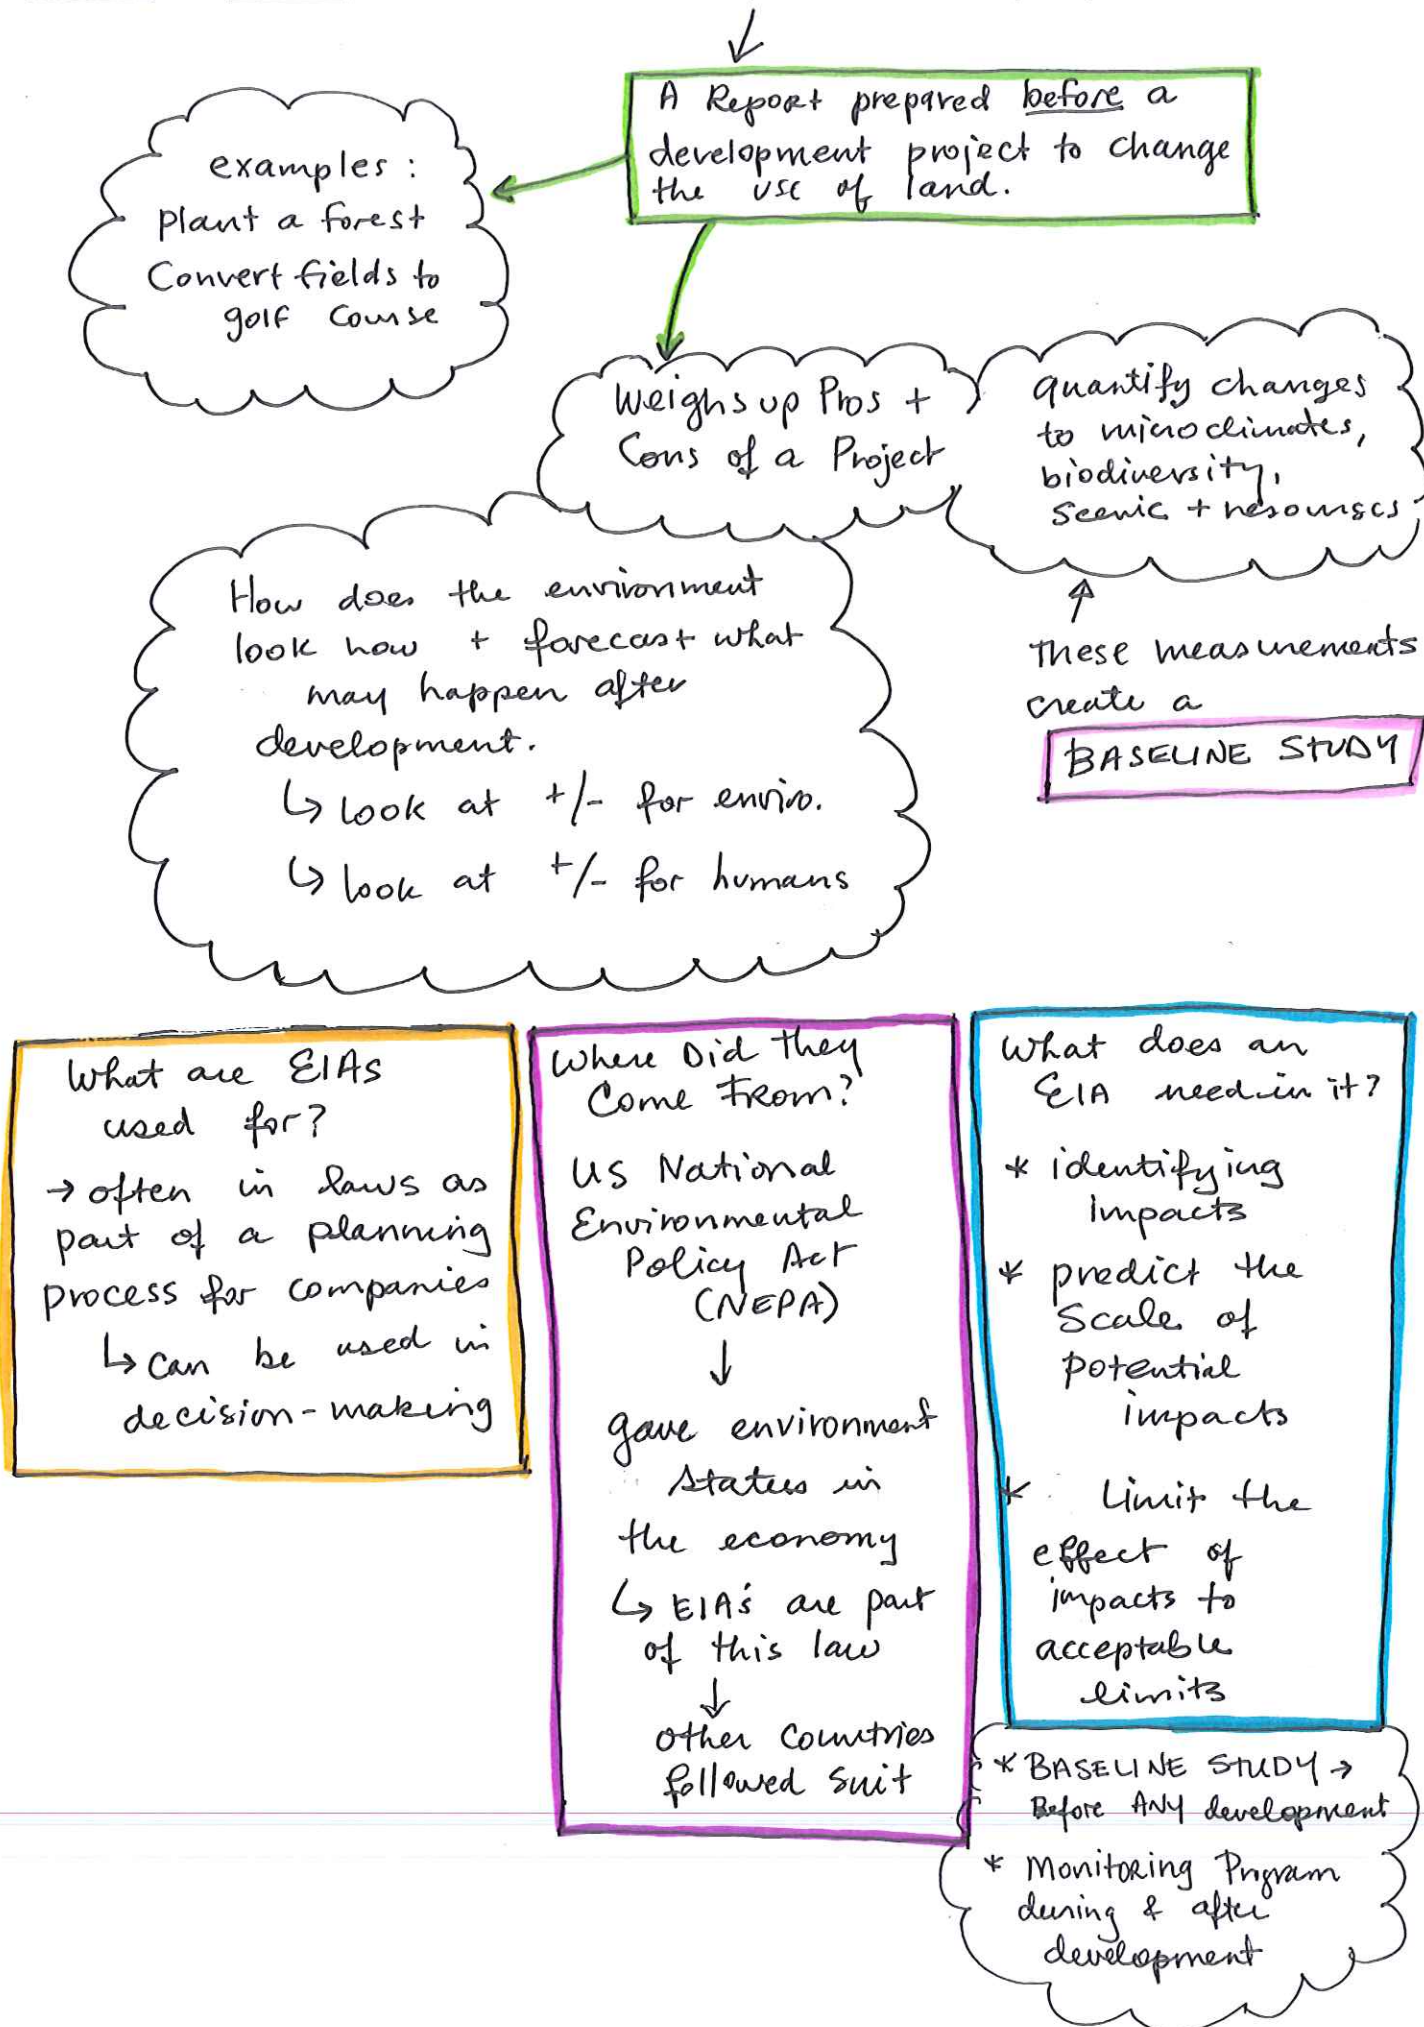 A Report prepared before a
development project to change
the use of land.
examples :
plant a forest
Convert fields to
golf course
Weighs up Pros +
Cons of a Project
quantify changes
to microclimates,
biodiversity,
scenic + resources
these measurements
create a
BASELINE STUDY
How does the environment
look now + forecast what
may happen after
development.
↳ look at +/- for enviro.
↳ look at +/- for humans
What are EIAs
used for?
→ often in laws as
part of a planning
process for companies
↳ can be used in
decision-making
Where Did they
Come From?
US National
Environmental
Policy Act
(NEPA)
↓
gave environment
status in
the economy
↳ EIA's are part
of this law
↓
other countries
followed suit
What does an
EIA need in it?
* identifying
impacts
* predict the
scale of
potential
impacts
* Limit the
effect of
impacts to
acceptable
limits
* BASELINE STUDY →
Before ANY development
* Monitoring Program
during & after
development